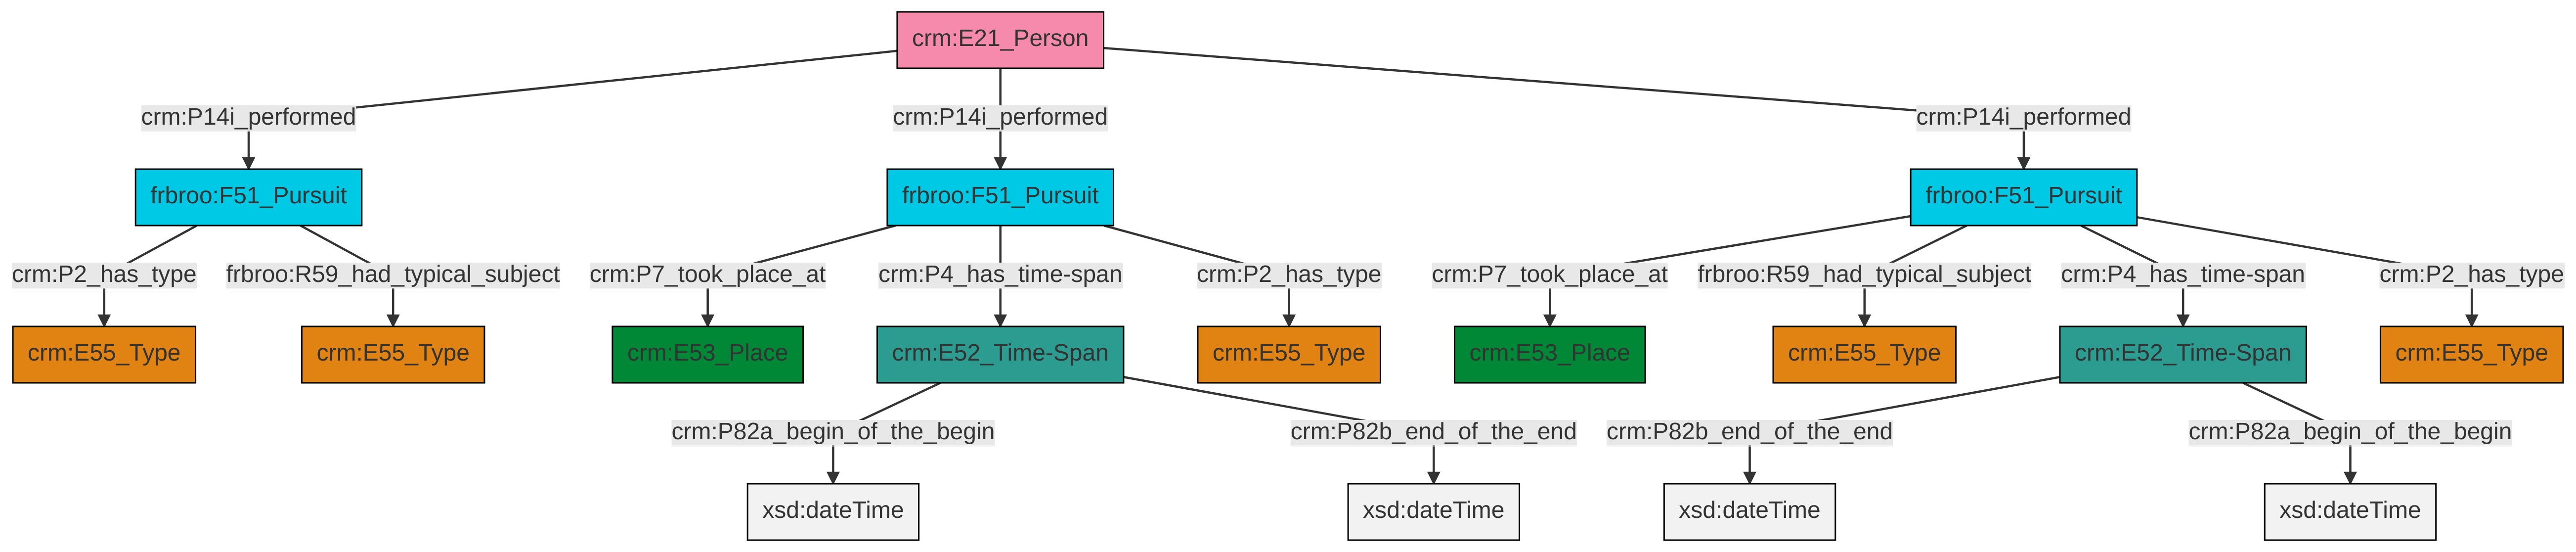 crm:E21_Person
crm:P14i_performed
crm:P14i_performed
crm:P14i_performed
frbroo:F51_Pursuit
frbroo:F51_Pursuit
frbroo:F51_Pursuit
crm:P2_has_type
frbroo:R59_had_typical_subject
crm:P7_took_place_at
crm:P4_has_time-span
crm:P2_has_type
crm:P7_took_place_at
frbroo:R59_had_typical_subject
crm:P4_has_time-span
crm:P2_has_type
crm:E55_Type
crm:E55_Type
crm:E53_Place
crm:E52_Time-Span
crm:E55_Type
crm:E53_Place
crm:E55_Type
crm:E52_Time-Span
crm:E55_Type
crm:P82a_begin_of_the_begin
crm:P82b_end_of_the_end
crm:P82b_end_of_the_end
crm:P82a_begin_of_the_begin
xsd:dateTime
xsd:dateTime
xsd:dateTime
xsd:dateTime